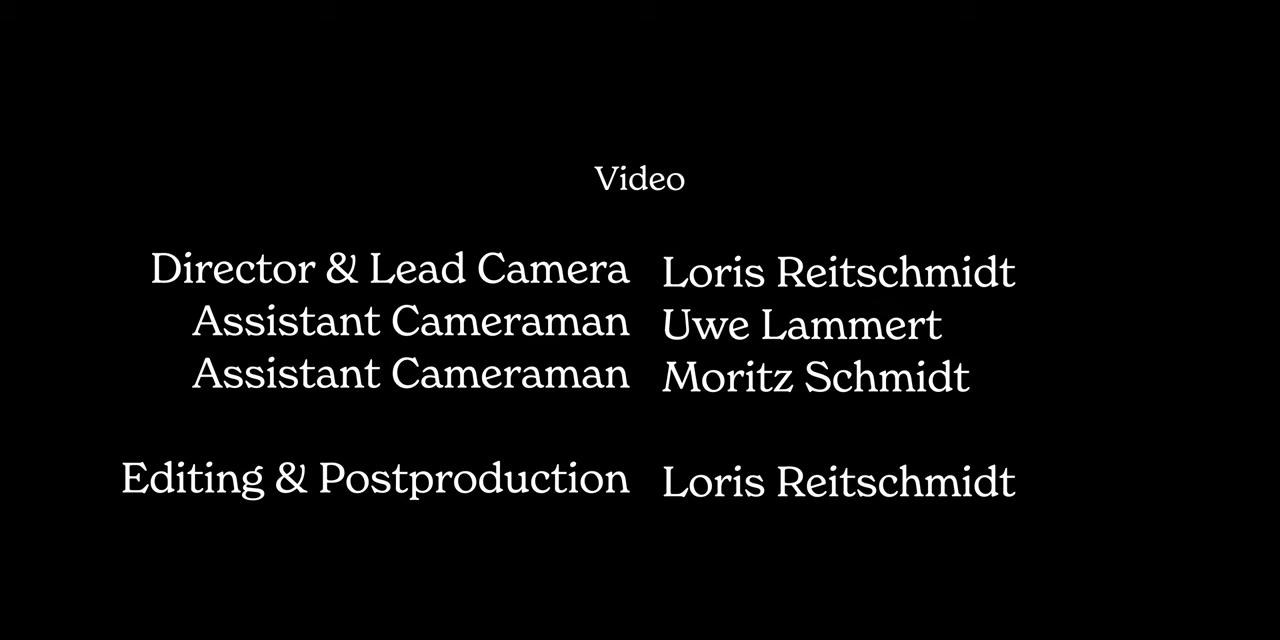 Video
Director & Lead Camera Loris Reitschmidt
Assistant Cameraman Uwe Lammert
Assistant Cameraman Moritz Schmidt
Editing & Postproduction Loris Reitschmidt